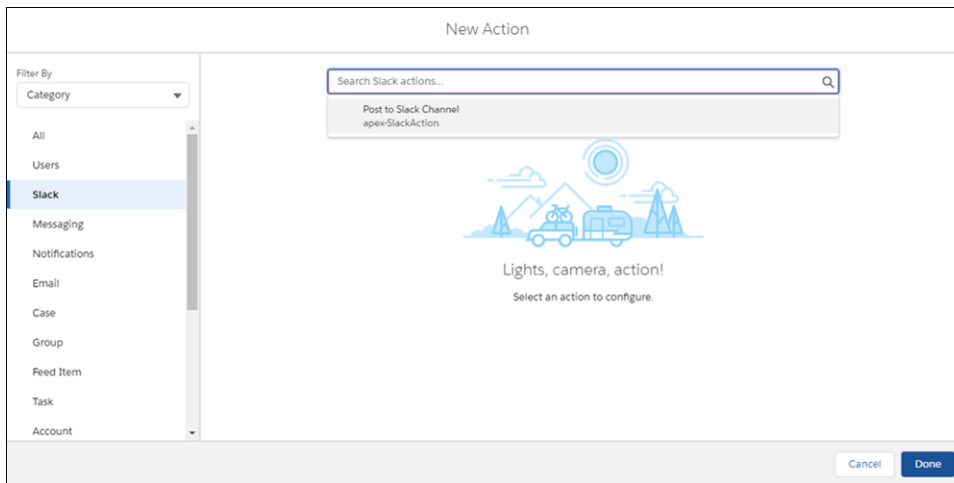 New Action
Filter By
Category
All
Users
Slack
Messaging
Notifications
Email
Case
Group
Feed Item
Task
Account
Search Slack actions...
Post to Slack Channel
apex-SlackAction
Lights, camera, action!
Select an action to configure.
Cancel
Done